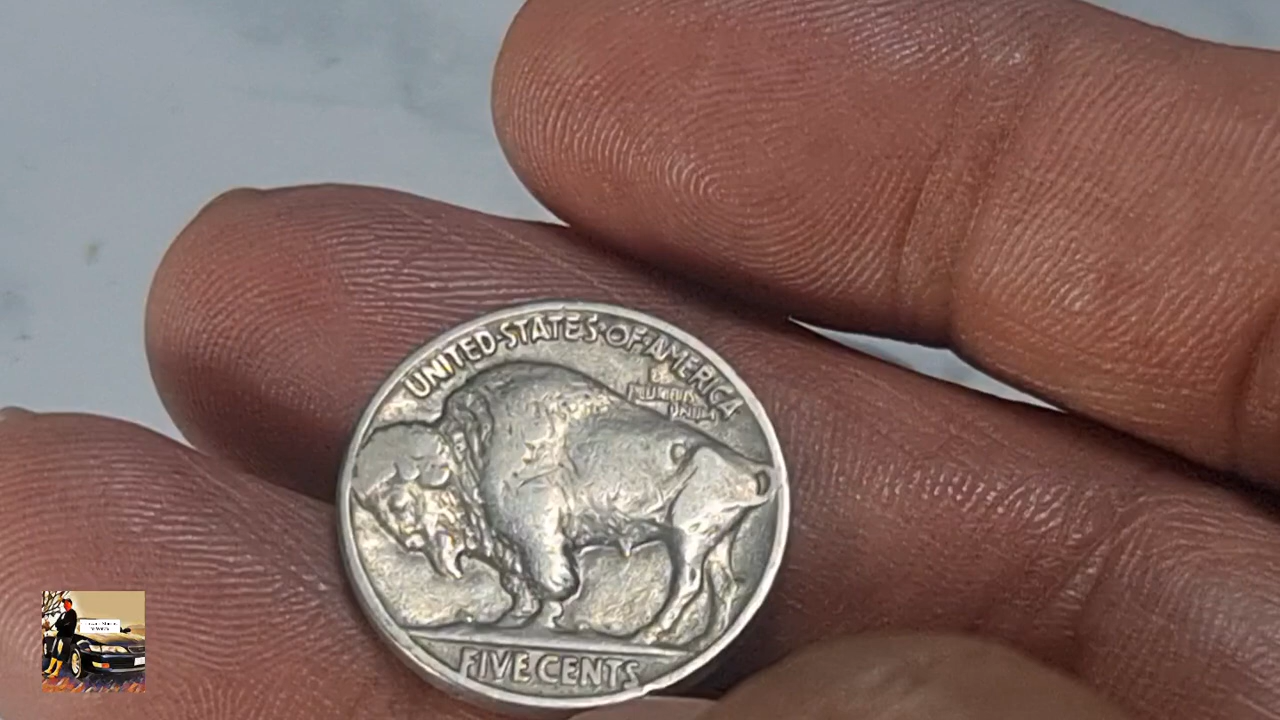 UNITED·STATES·OF·AMERICA
E
PLURIBUS
UNUM
FIVE CENTS